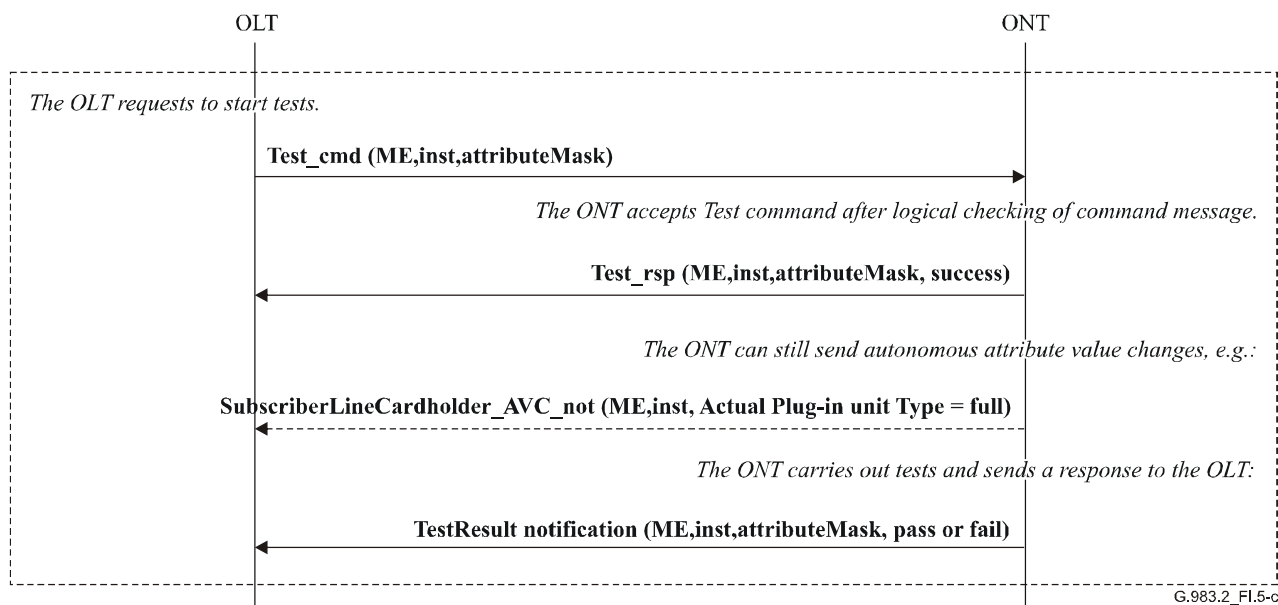 OLT
ONT
The OLT requests to start tests.
Test_cmd (ME,inst,attributeMask)
The ONT accepts Test command after logical checking of command message.
Test_rsp (ME,inst,attributeMask, success)
The ONT can still send autonomous attribute value changes, e.g.:
SubscriberLineCardholder_AVC_not (ME,inst, Actual Plug-in unit Type = full)
The ONT carries out tests and sends a response to the OLT:
TestResult notification (ME,inst,attributeMask, pass or fail)
G.983.2_FI.5-c